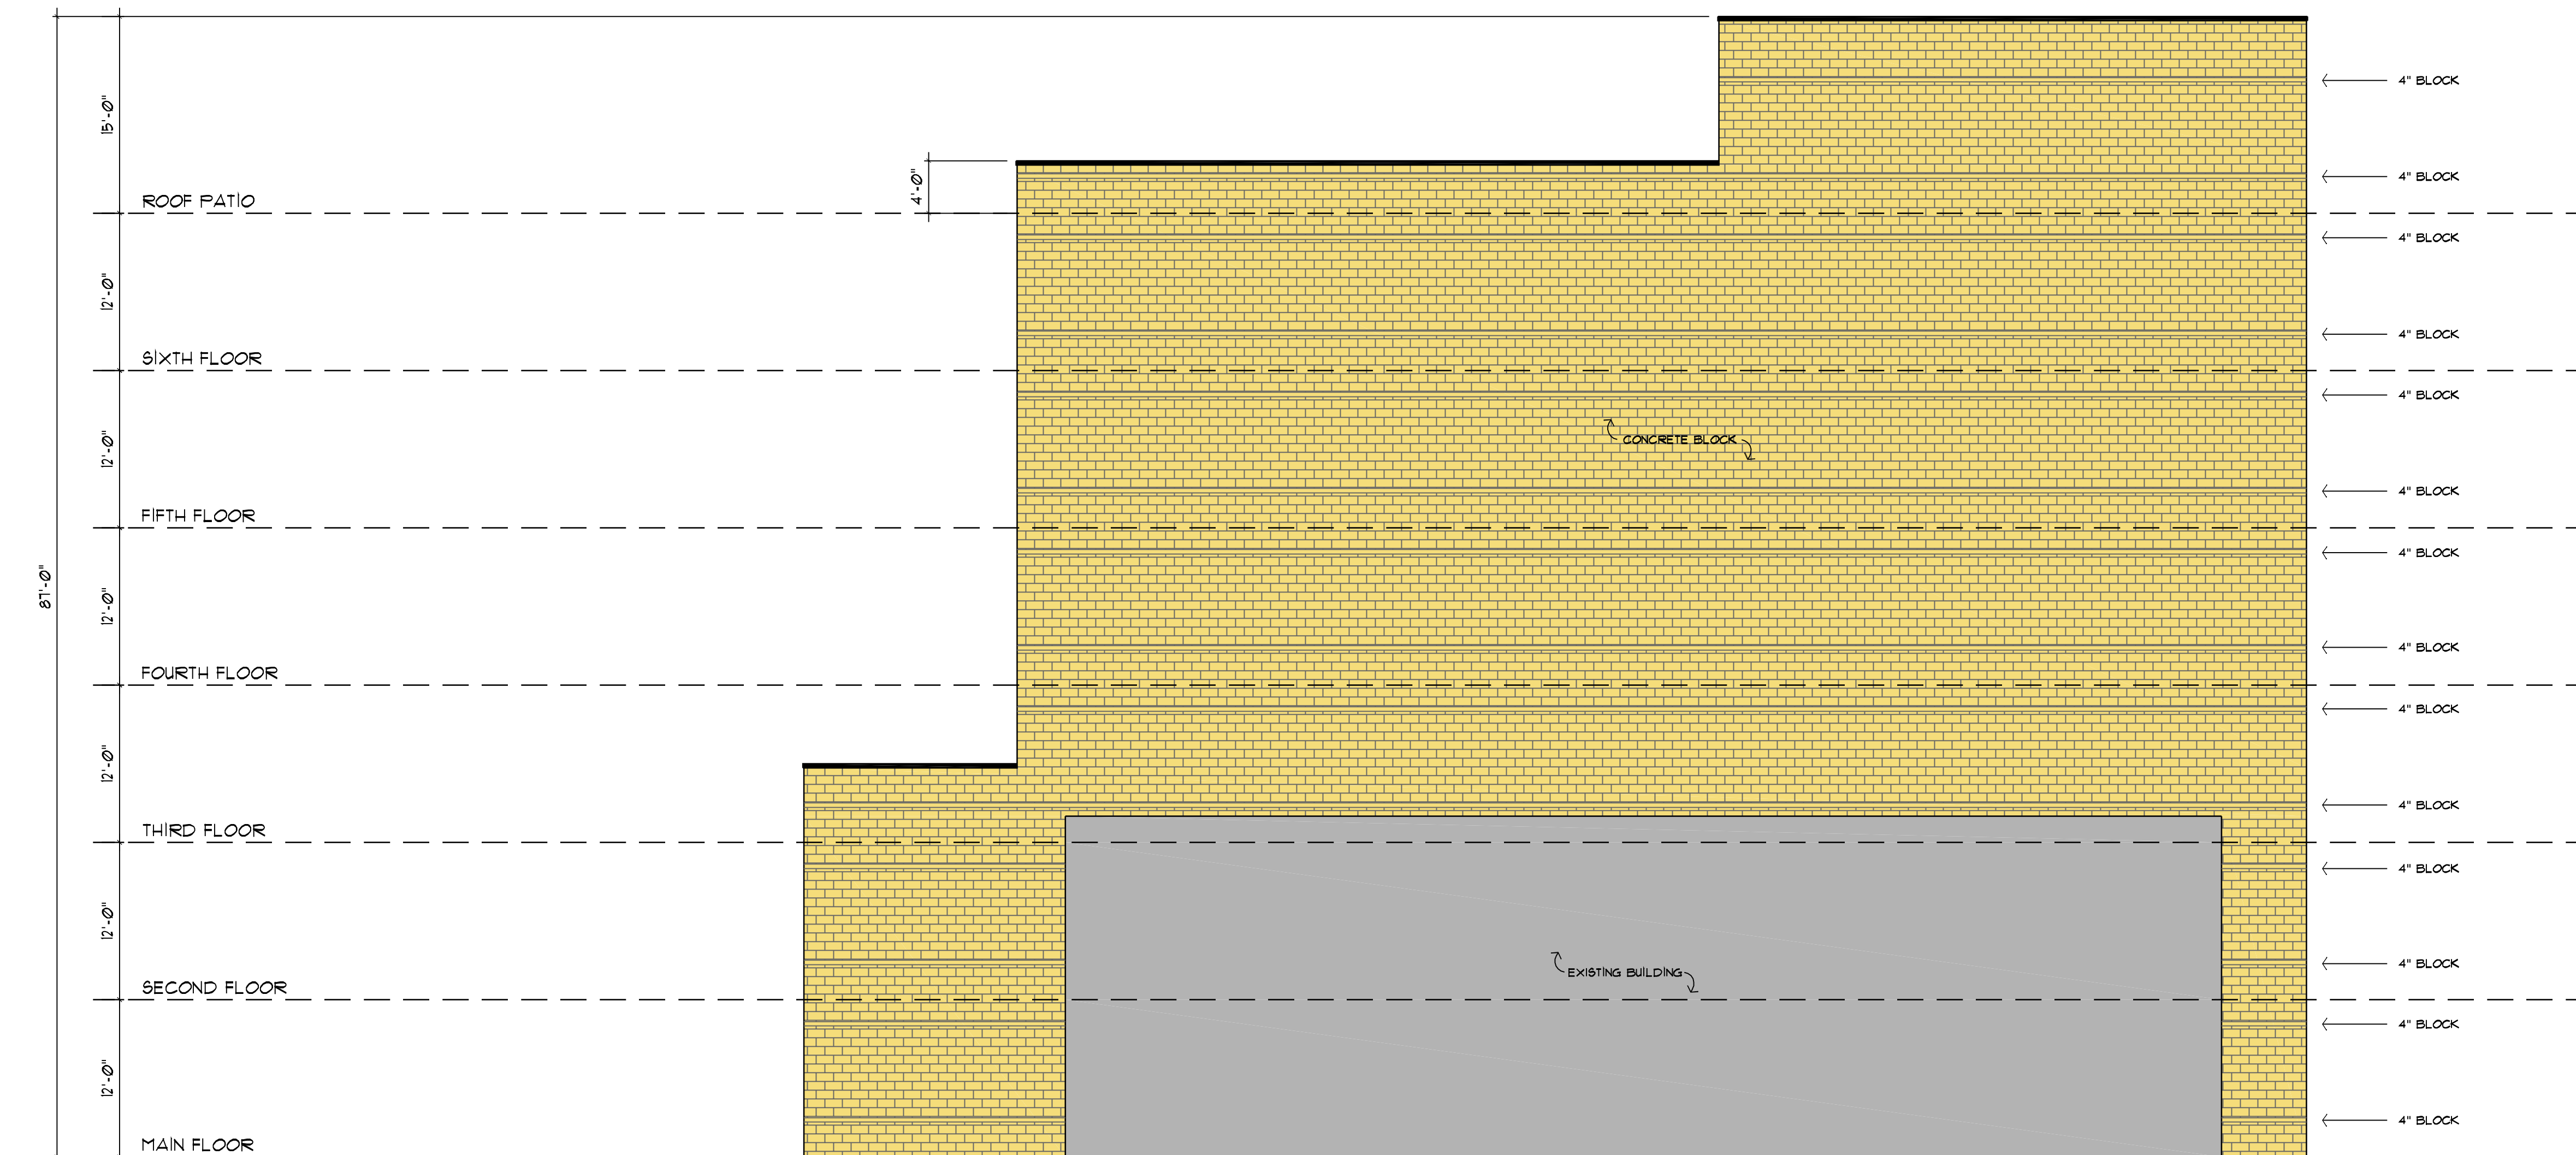 4" BLOCK
15'-0"
4" BLOCK
4'-0"
ROOF PATIO
4" BLOCK
12'-0"
4" BLOCK
SIXTH FLOOR
4" BLOCK
CONCRETE BLOCK
12'-0"
4" BLOCK
FIFTH FLOOR
4" BLOCK
87'-0"
12'-0"
4" BLOCK
FOURTH FLOOR
4" BLOCK
12'-0"
4" BLOCK
THIRD FLOOR
4" BLOCK
12'-0"
4" BLOCK
EXISTING BUILDING
SECOND FLOOR
4" BLOCK
12'-0"
4" BLOCK
MAIN FLOOR